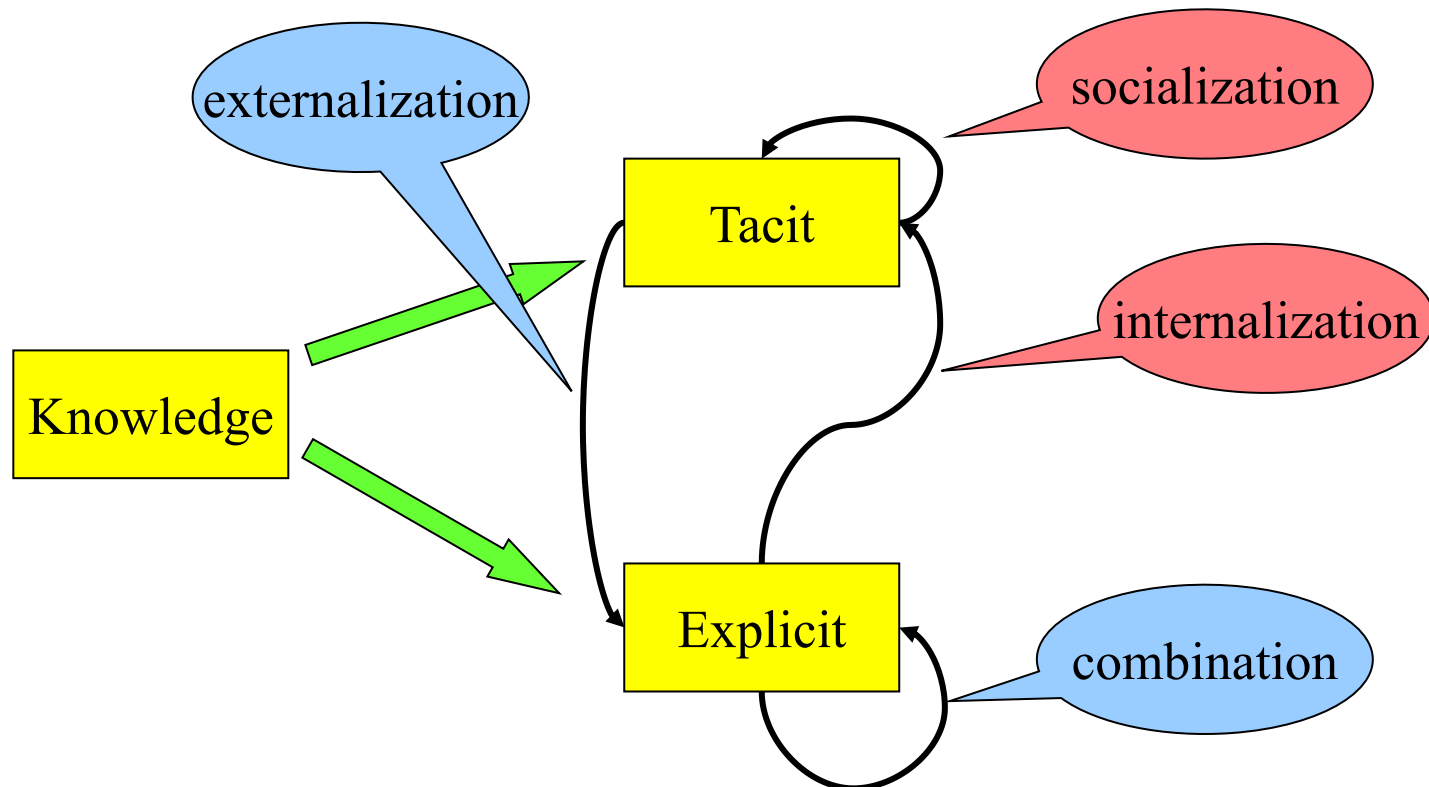 externalization
socialization
Tacit
internalization
Knowledge
Explicit
combination